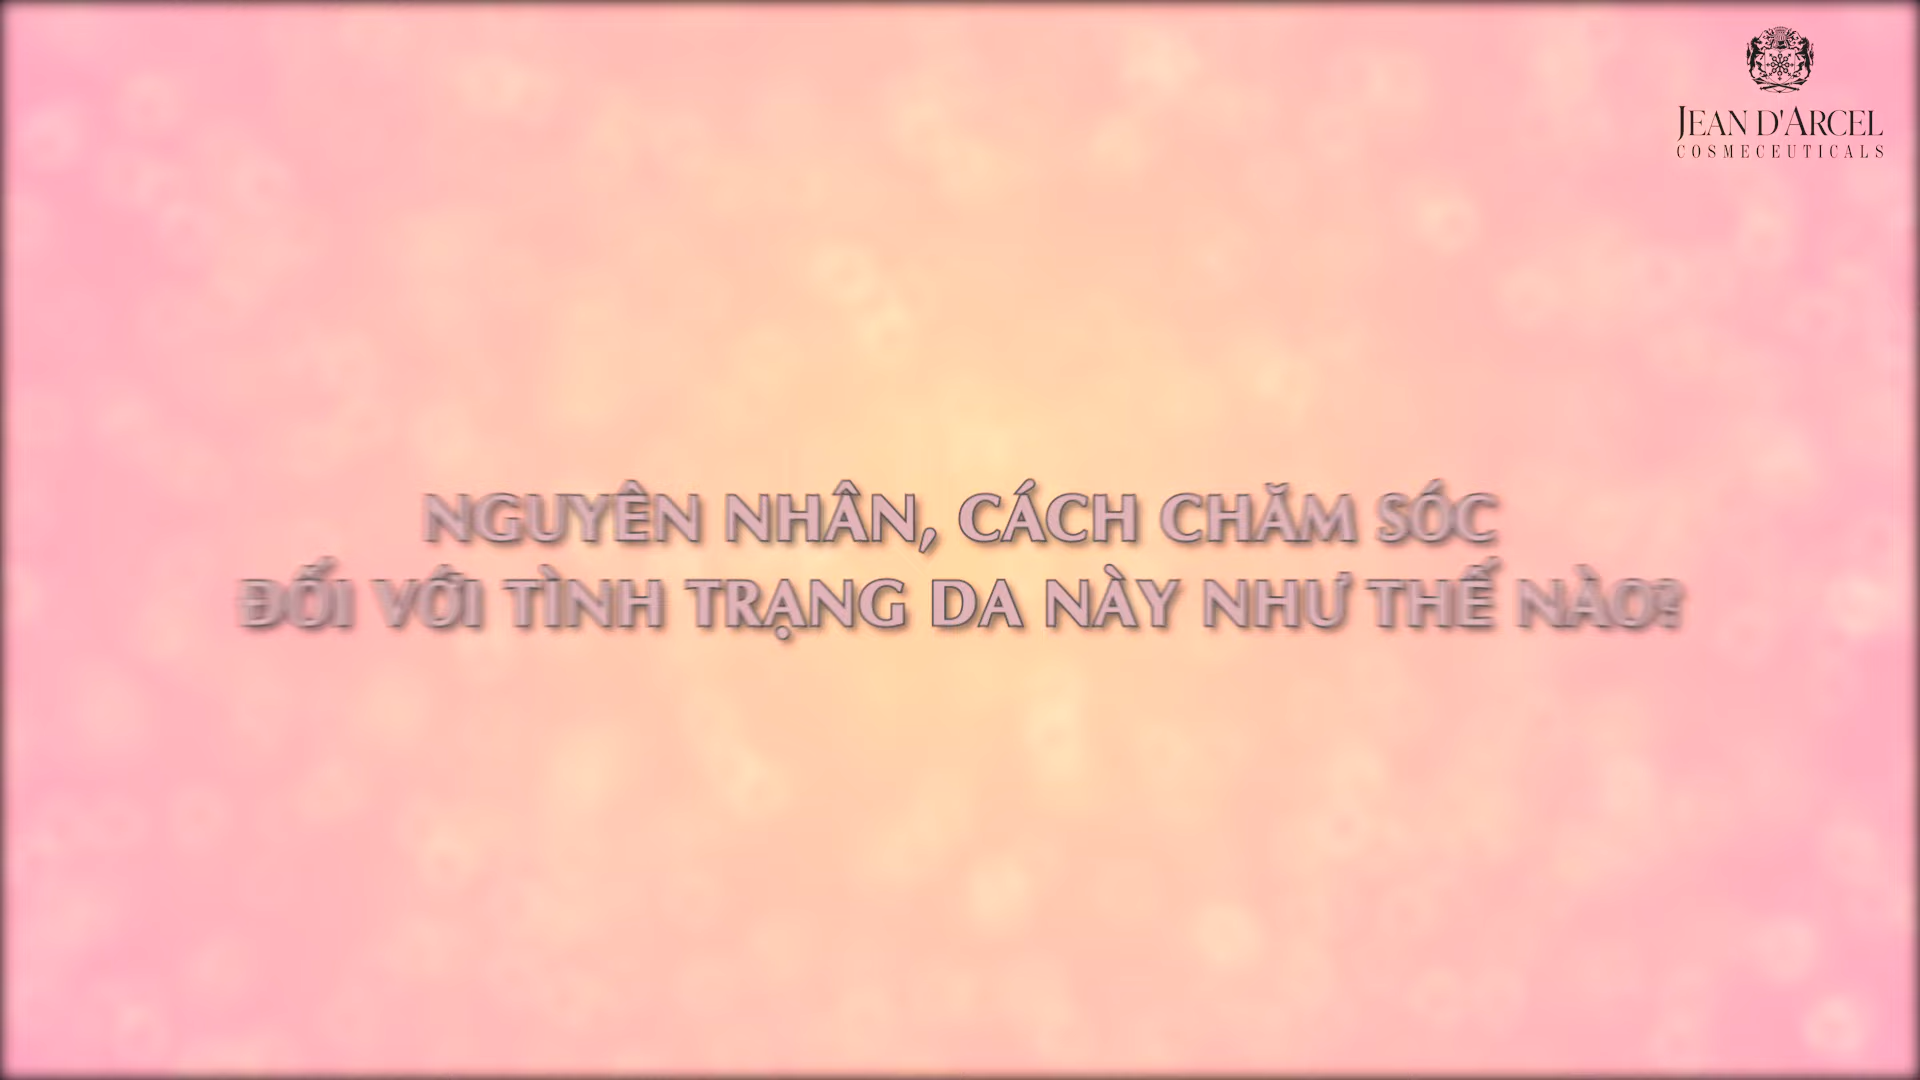 JEAN D'ARCEL
COSMECEUTICALS
NGUYÊN NHÂN, CÁCH CHĂM SÓC
ĐỐI VỚI TÌNH TRẠNG DA NÀY NHƯ THẾ NÀO?